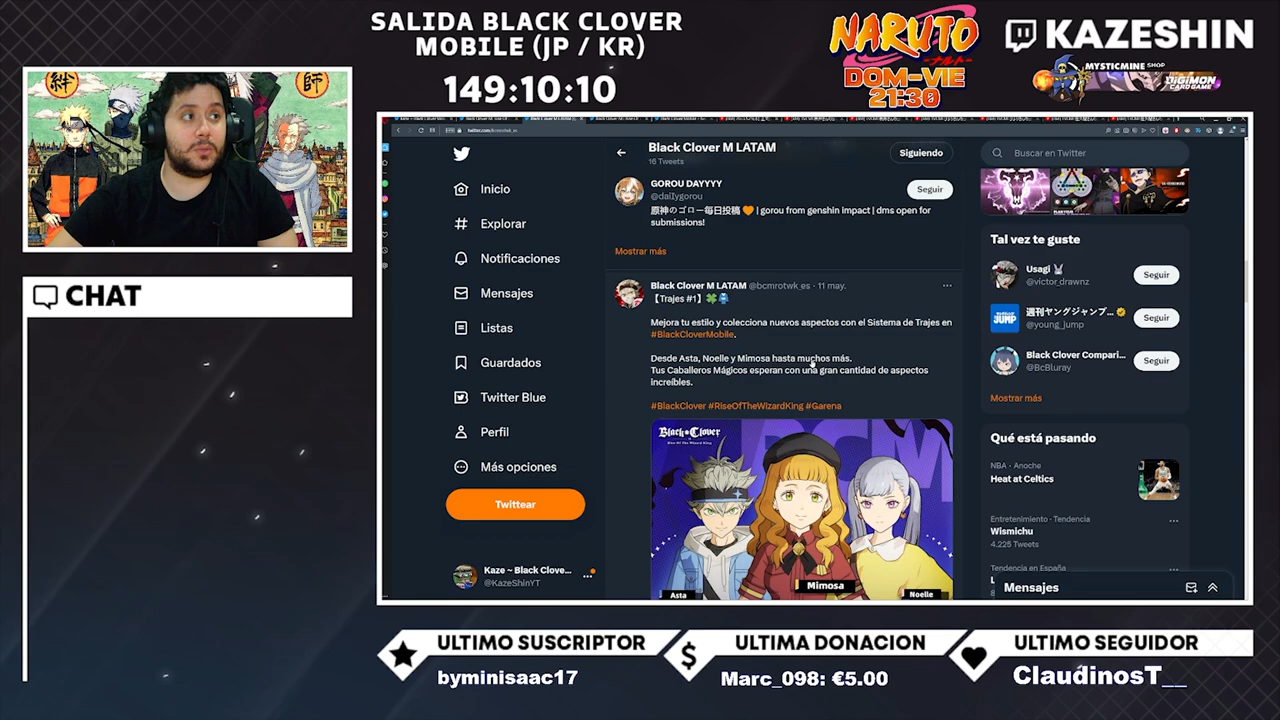 SALIDA BLACK CLOVER
MOBILE (JP / KR)
149:10:10
NARUTO
DOM-VIE
21:30
KAZESHIN
MYSTICMINE SHOP
DIGIMON
CARD GAME
絆
師
CHAT
Inicio
Explorar
Notificaciones
Mensajes
Listas
Guardados
Twitter Blue
Perfil
Más opciones
Twittear
Kaze ~ Black Clove...
@KazeShinYT
Black Clover M LATAM
16 Tweets
Siguiendo
GOROU DAYYYY
@dalIygorou
Seguir
原神のゴロー毎日投稿 🧡 | gorou from genshin impact | dms open for
submissions!
Mostrar más
Black Clover M LATAM @bcmrotwk_es · 11 may.
【Trajes #1】
Mejora tu estilo y colecciona nuevos aspectos con el Sistema de Trajes en
#BlackCloverMobile.
Desde Asta, Noelle y Mimosa hasta muchos más.
Tus Caballeros Mágicos esperan con una gran cantidad de aspectos
increíbles.
#BlackClover #RiseOfTheWizardKing #Garena
Black Clover
BCM
Asta
Mimosa
Noelle
Buscar en Twitter
Tal vez te guste
Usagi
@victor_drawnz
Seguir
JUMP
週刊ヤングジャンプ...
@young_jump
Seguir
Black Clover Compari...
@BcBluray
Seguir
Mostrar más
Qué está pasando
NBA · Anoche
Heat at Celtics
Entretenimiento · Tendencia
Wismichu
4.225 Tweets
Tendencia en España
Mensajes
ULTIMO SUSCRIPTOR
byminisaac17
ULTIMA DONACION
Marc_098: €5.00
ULTIMO SEGUIDOR
ClaudinosT__